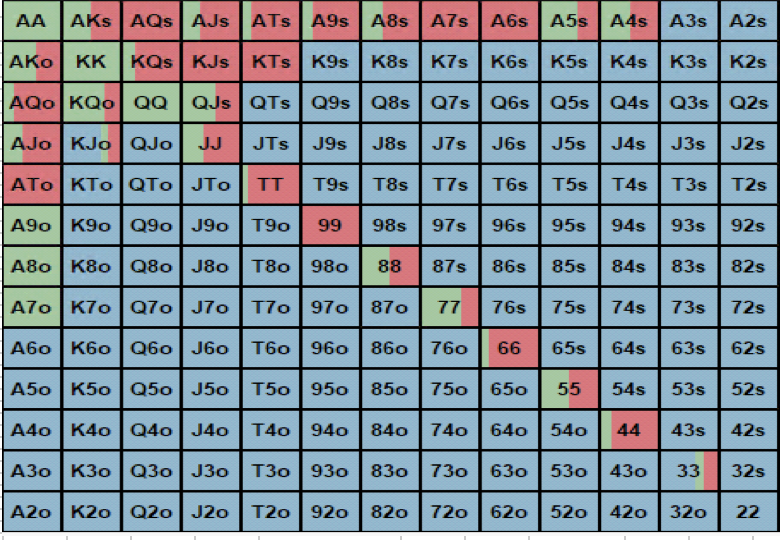 AA AKs AQs AJs ATs A9s A8s A7s A6s A5s A4s A3s A2s
AKo KK KQs KJs KTs K9s K8s K7s K6s K5s K4s K3s K2s
AQo KQo QQ QJs QTs Q9s Q8s Q7s Q6s Q5s Q4s Q3s Q2s
AJo KJo QJo JJ JTs J9s J8s J7s J6s J5s J4s J3s J2s
ATo KTo QTo JTo TT T9s T8s T7s T6s T5s T4s T3s T2s
A9o K9o Q9o J9o T9o 99 98s 97s 96s 95s 94s 93s 92s
A8o K8o Q8o J8o T8o 98o 88 87s 86s 85s 84s 83s 82s
A7o K7o Q7o J7o T7o 97o 87o 77 76s 75s 74s 73s 72s
A6o K6o Q6o J6o T6o 96o 86o 76o 66 65s 64s 63s 62s
A5o K5o Q5o J5o T5o 95o 85o 75o 65o 55 54s 53s 52s
A4o K4o Q4o J4o T4o 94o 84o 74o 64o 54o 44 43s 42s
A3o K3o Q3o J3o T3o 93o 83o 73o 63o 53o 43o 33 32s
A2o K2o Q2o J2o T2o 92o 82o 72o 62o 52o 42o 32o 22